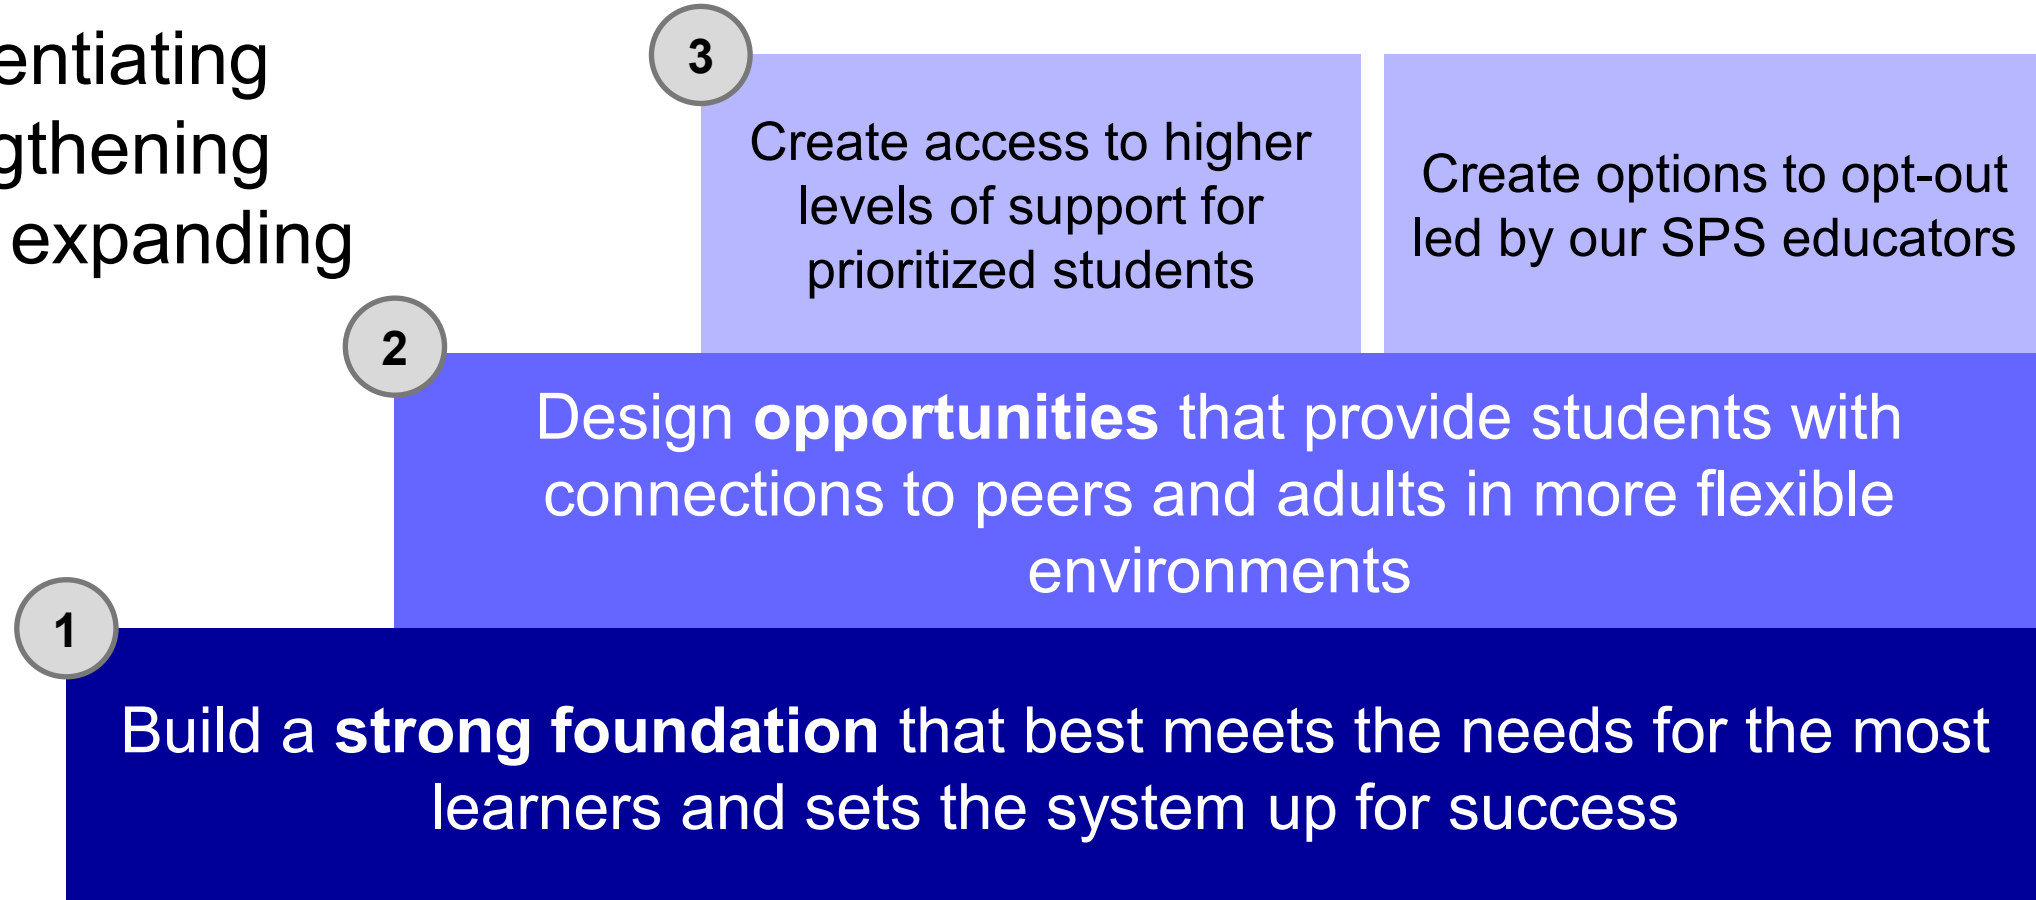 entiating
gthening
expanding
3
Create access to higher
levels of support for
prioritized students
Create options to opt-out
led by our SPS educators
2
Design opportunities that provide students with
connections to peers and adults in more flexible
environments
1
Build a strong foundation that best meets the needs for the most
learners and sets the system up for success